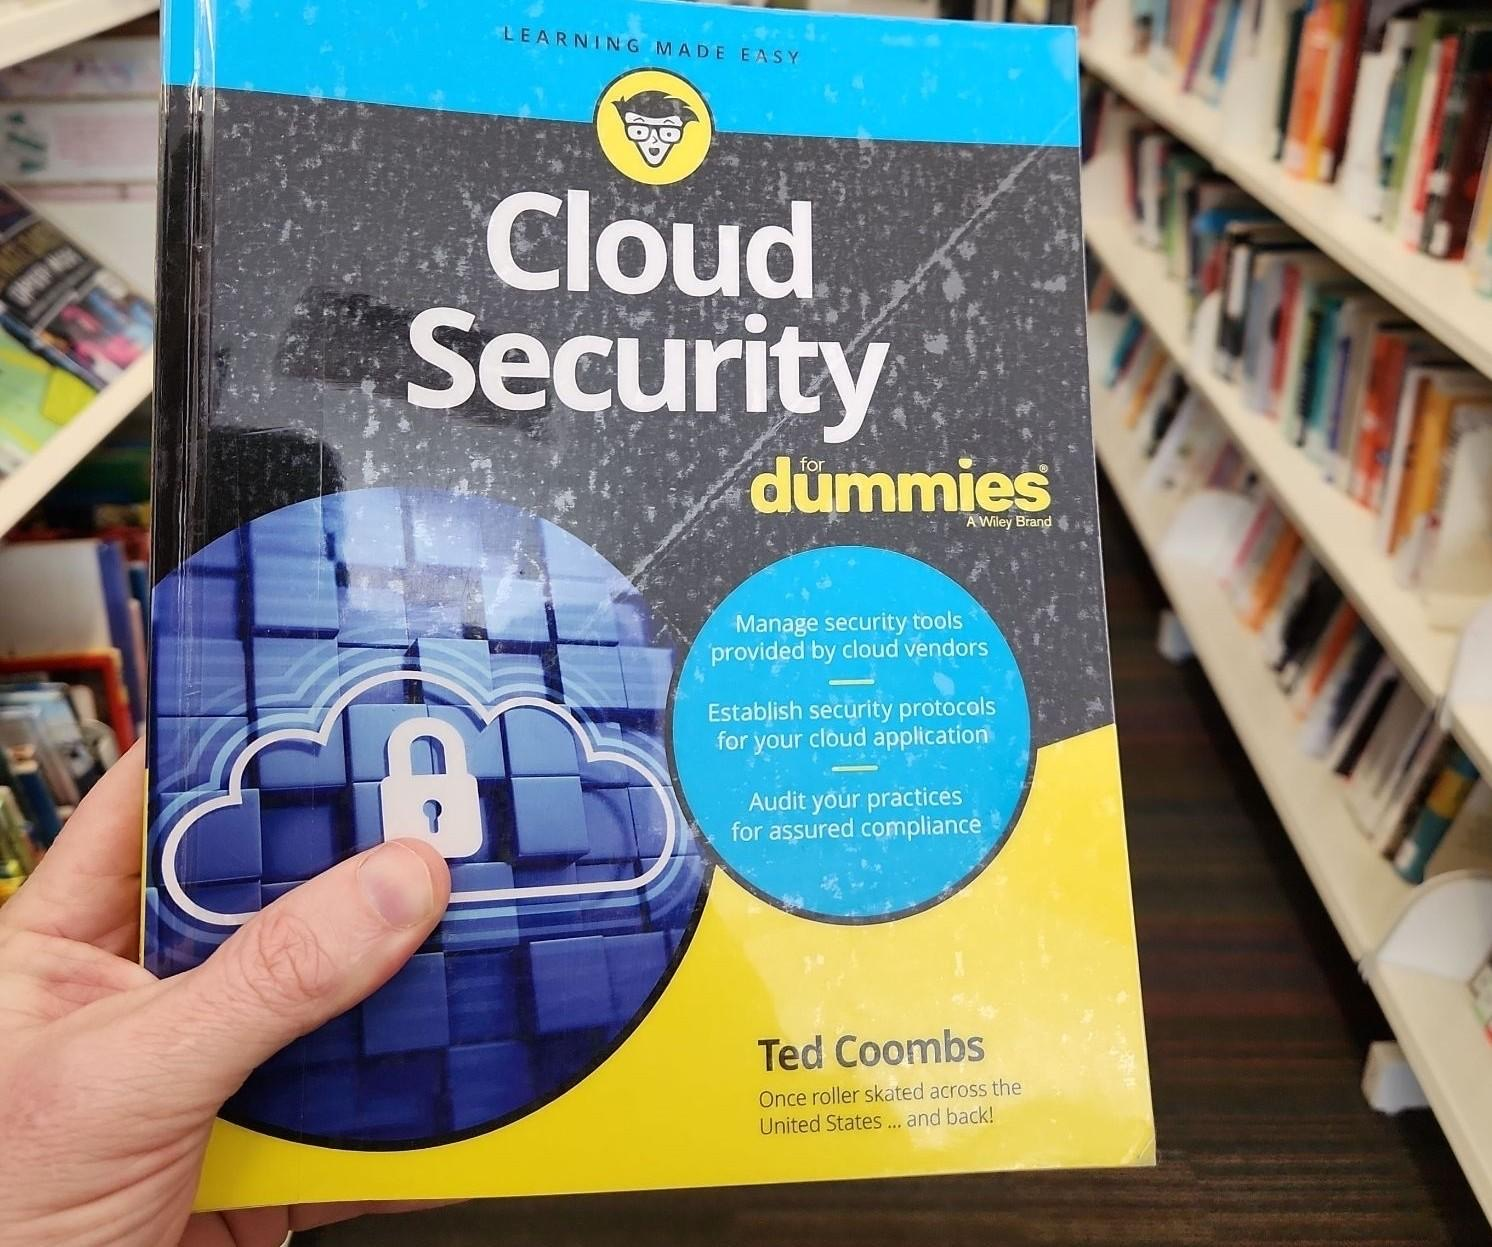 LEARNING MADE EASY
Cloud
Security
for
dummies®
A Wiley Brand
Manage security tools
provided by cloud vendors
Establish security protocols
for your cloud application
Audit your practices
for assured compliance
Ted Coombs
Once roller skated across the
United States ... and back!